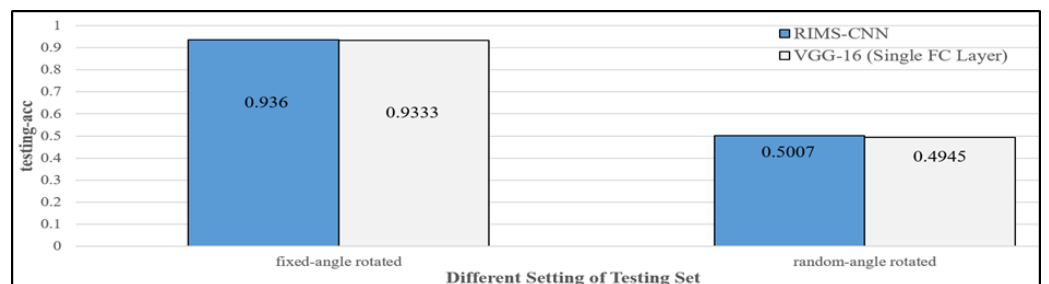 1
0.9
0.8
0.7
0.6
0.5
0.4
0.3
0.2
0.1
0
testing-acc
RIMS-CNN
VGG-16 (Single FC Layer)
0.936
0.9333
0.5007
0.4945
fixed-angle rotated
random-angle rotated
Different Setting of Testing Set